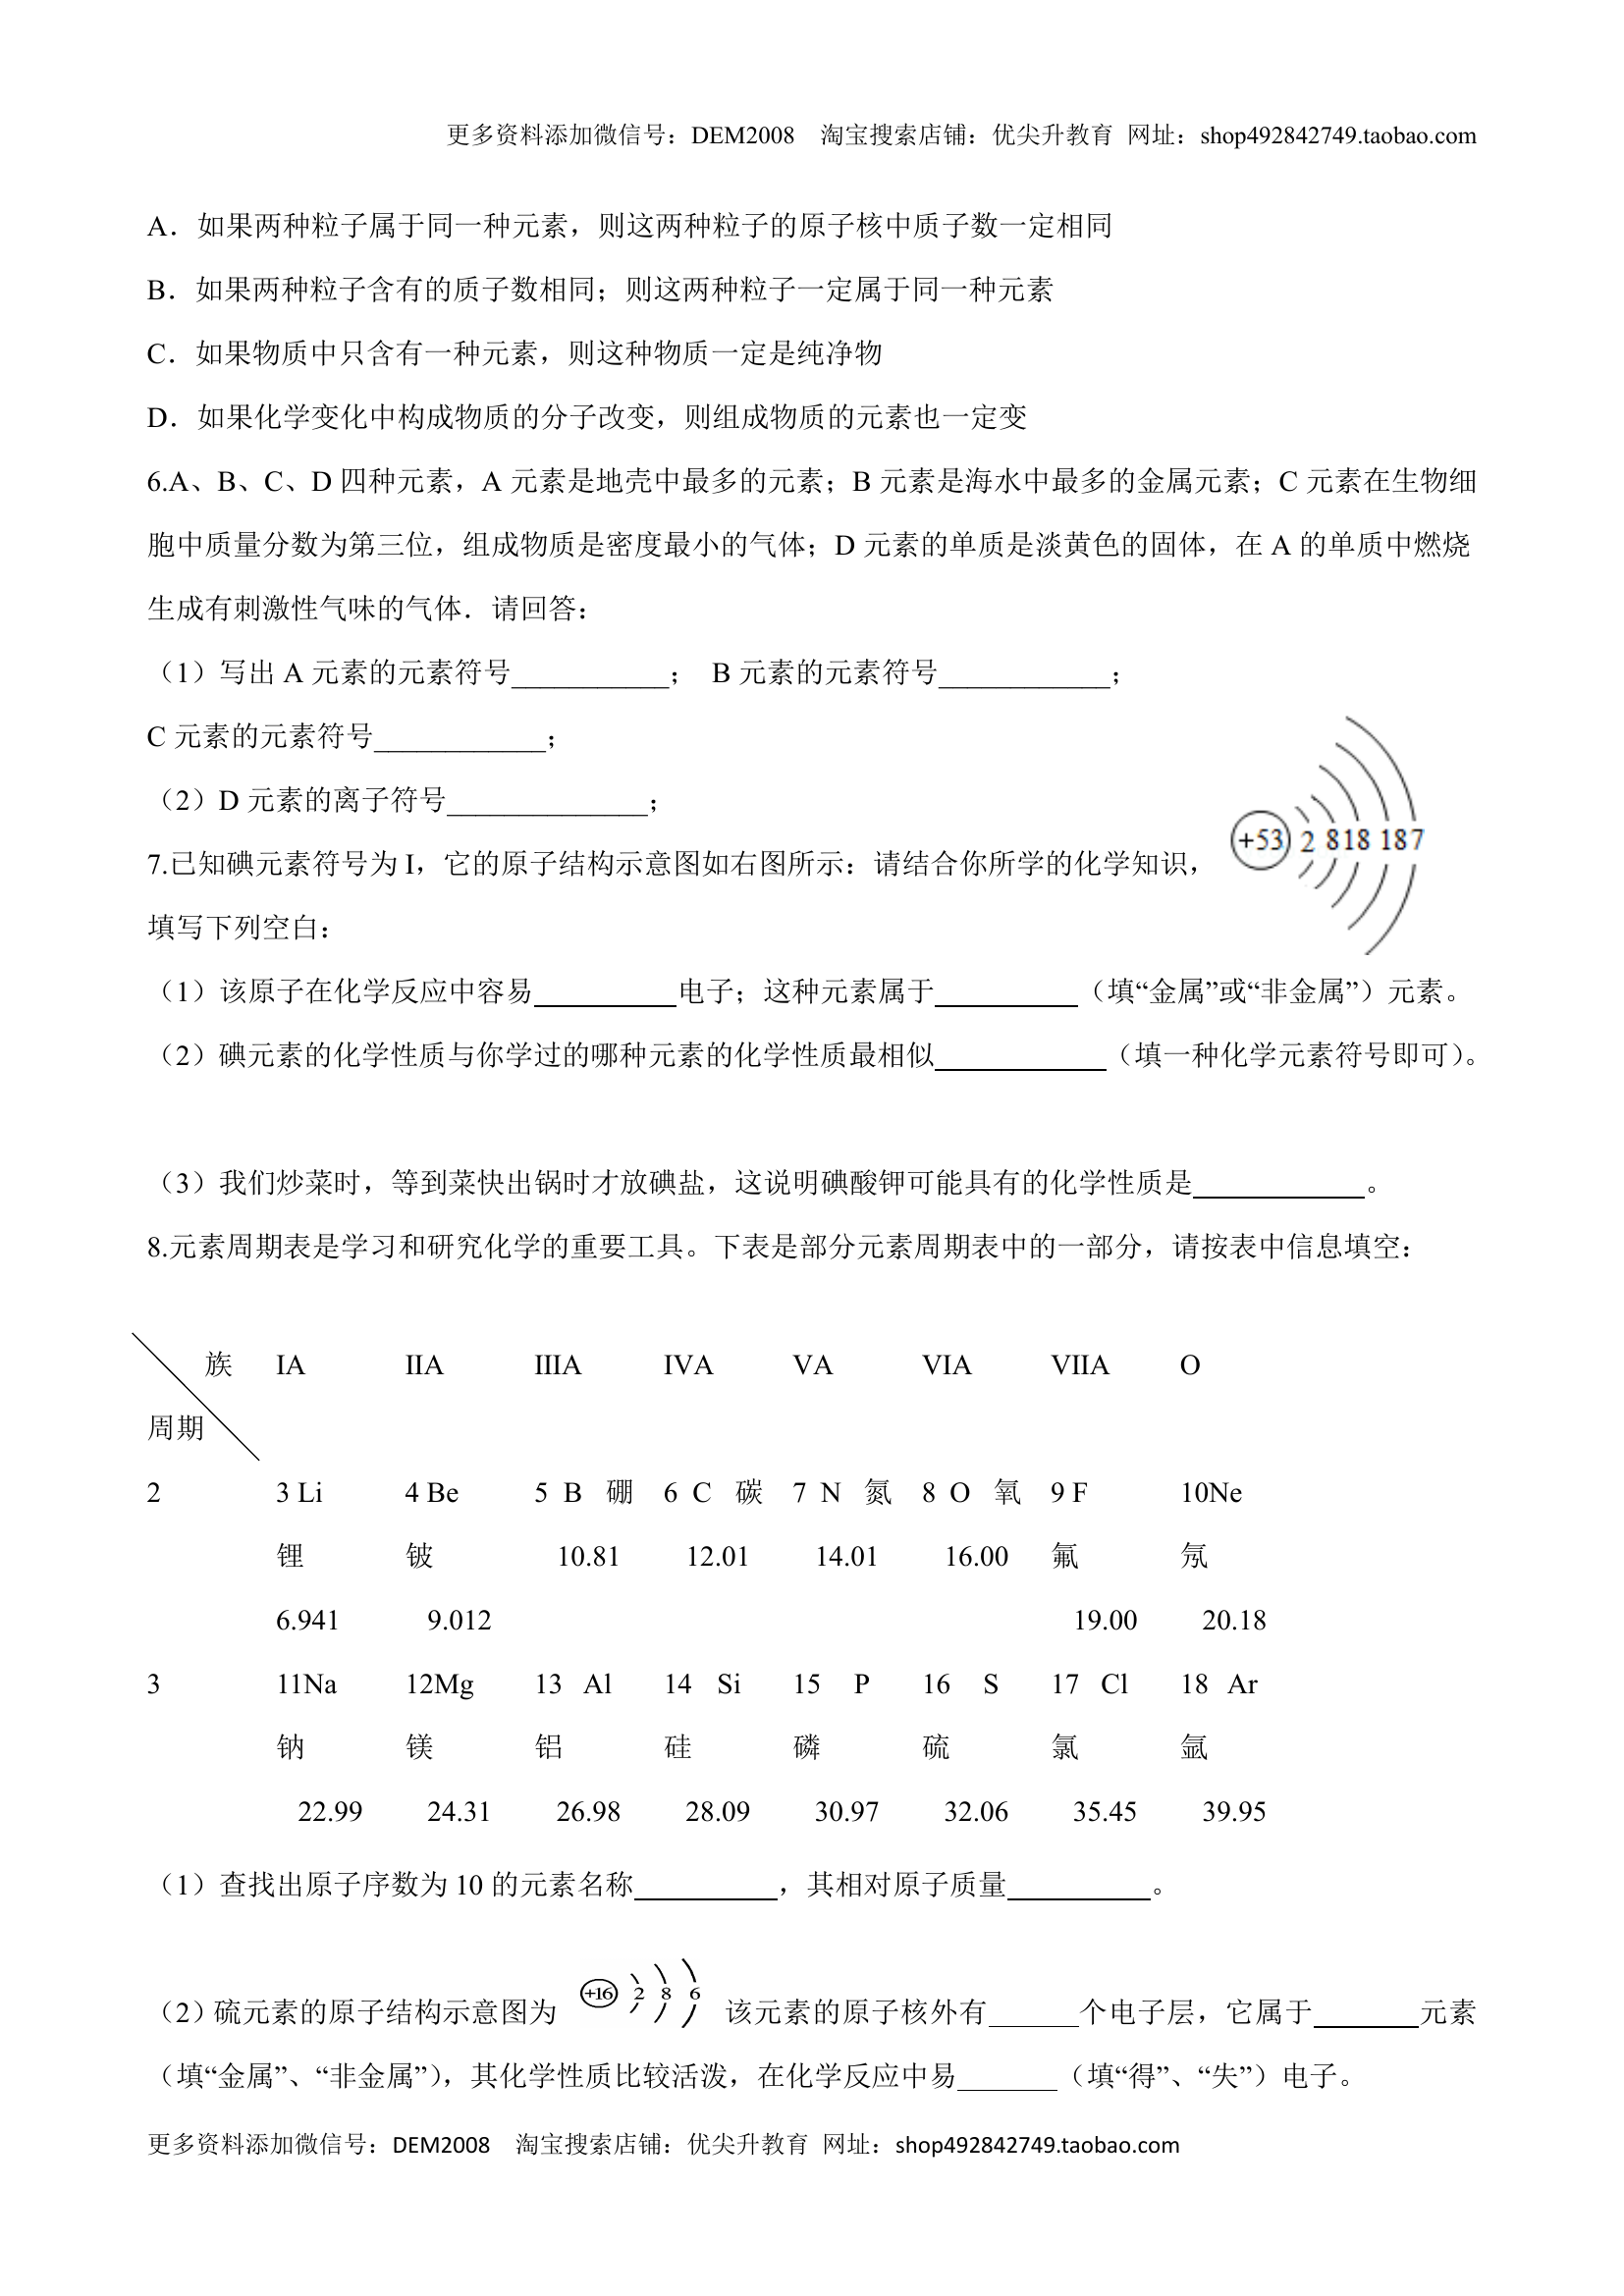 更多资料添加微信号：DEM2008　淘宝搜索店铺：优尖升教育 网址：shop492842749.taobao.com
A．如果两种粒子属于同一种元素，则这两种粒子的原子核中质子数一定相同
B．如果两种粒子含有的质子数相同；则这两种粒子一定属于同一种元素
C．如果物质中只含有一种元素，则这种物质一定是纯净物
D．如果化学变化中构成物质的分子改变，则组成物质的元素也一定变
6.A、B、C、D 四种元素，A 元素是地壳中最多的元素；B 元素是海水中最多的金属元素；C 元素在生物细
胞中质量分数为第三位，组成物质是密度最小的气体；D 元素的单质是淡黄色的固体，在 A 的单质中燃烧
生成有刺激性气味的气体．请回答：
（1）写出 A 元素的元素符号___________； B 元素的元素符号____________；
C 元素的元素符号____________；
（2）D 元素的离子符号______________；
+53 2 8 18 18 7
7.已知碘元素符号为 I，它的原子结构示意图如右图所示：请结合你所学的化学知识，
填写下列空白：
（1）该原子在化学反应中容易__________电子；这种元素属于__________（填“金属”或“非金属”）元素。
（2）碘元素的化学性质与你学过的哪种元素的化学性质最相似____________（填一种化学元素符号即可）。
（3）我们炒菜时，等到菜快出锅时才放碘盐，这说明碘酸钾可能具有的化学性质是____________。
8.元素周期表是学习和研究化学的重要工具。下表是部分元素周期表中的一部分，请按表中信息填空：
族 IA IIA IIIA IVA VA VIA VIIA O
周期
2 3 Li 4 Be 5 B 硼 6 C 碳 7 N 氮 8 O 氧 9 F 10Ne
锂 铍 10.81 12.01 14.01 16.00 氟 氖
6.941 9.012 19.00 20.18
3 11Na 12Mg 13 Al 14 Si 15 P 16 S 17 Cl 18 Ar
钠 镁 铝 硅 磷 硫 氯 氩
22.99 24.31 26.98 28.09 30.97 32.06 35.45 39.95
（1）查找出原子序数为 10 的元素名称__________，其相对原子质量__________。
（2）硫元素的原子结构示意图为 +16 2 8 6 该元素的原子核外有______个电子层，它属于_______元素
（填“金属”、“非金属”），其化学性质比较活泼，在化学反应中易_______（填“得”、“失”）电子。
更多资料添加微信号：DEM2008　淘宝搜索店铺：优尖升教育 网址：shop492842749.taobao.com